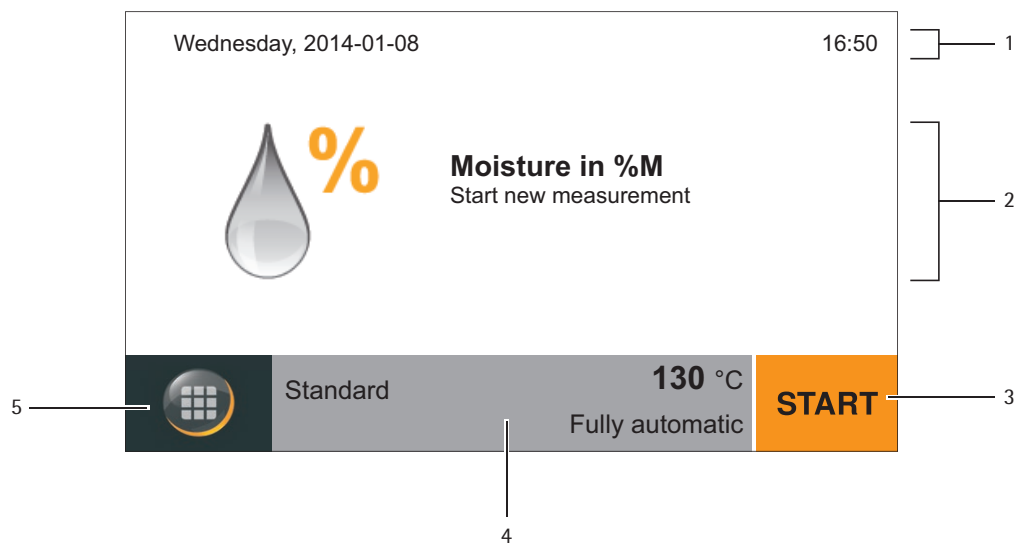 Wednesday, 2014-01-08 16:50 1
%
Moisture in %M
Start new measurement
2
Standard 130 °C
Fully automatic
START 3
5
4